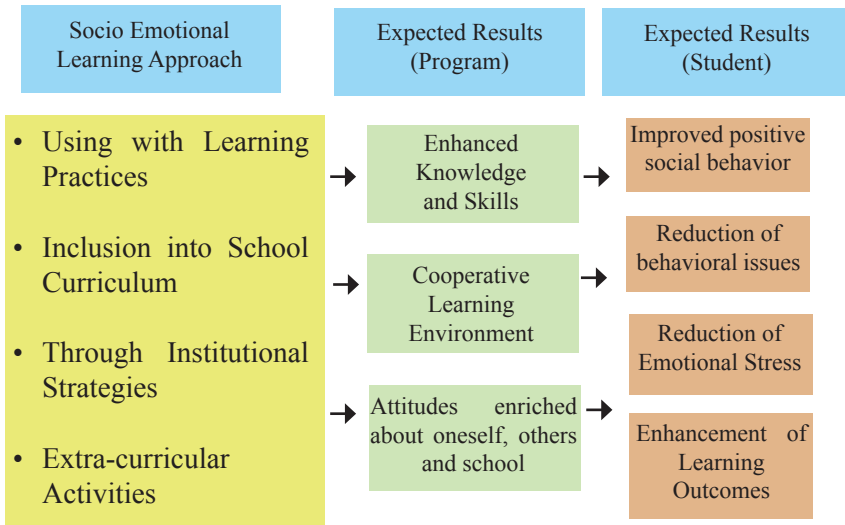 Socio Emotional
Learning Approach
Expected Results
(Program)
Expected Results
(Student)
• Using with Learning
Practices
• Inclusion into School
Curriculum
• Through Institutional
Strategies
• Extra-curricular
Activities
Enhanced
Knowledge
and Skills
Cooperative
Learning
Environment
Attitudes enriched
about oneself, others
and school
Improved positive
social behavior
Reduction of
behavioral issues
Reduction of
Emotional Stress
Enhancement of
Learning
Outcomes